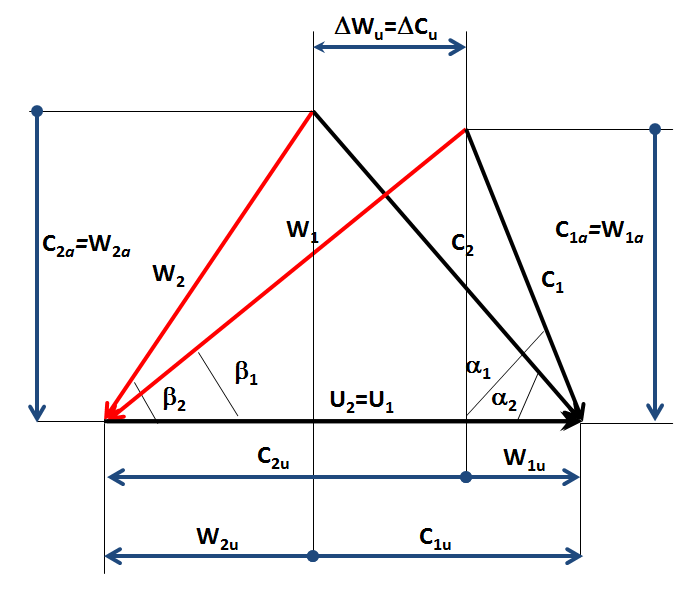 ΔWu=ΔCu
C2a=W2a
W2
W1
C2
C1a=W1a
C1
β2
β1
α1
α2
U2=U1
C2u
W1u
W2u
C1u